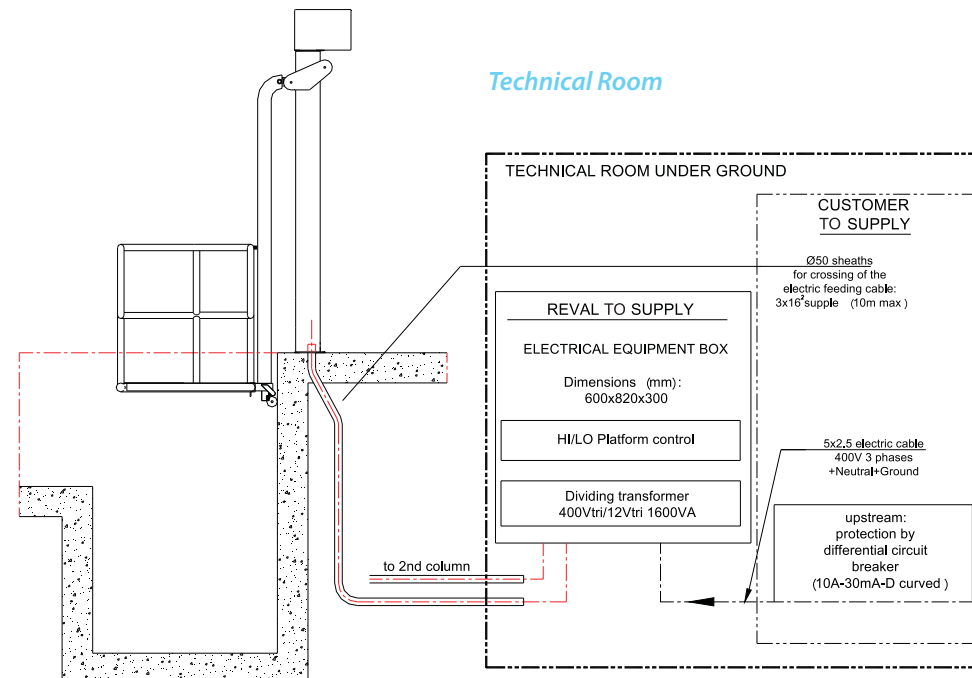 Technical Room
TECHNICAL ROOM UNDER GROUND
CUSTOMER
TO SUPPLY
Ø50 sheaths
for crossing of the
electric feeding cable:
3x16² supple (10m max )
REVAL TO SUPPLY
ELECTRICAL EQUIPMENT BOX
Dimensions (mm):
600x820x300
HI/LO Platform control
Dividing transformer
400Vtri/12Vtri 1600VA
5x2.5 electric cable
400V 3 phases
+Neutral+Ground
upstream:
protection by
differential circuit
breaker
(10A-30mA-D curved )
to 2nd column